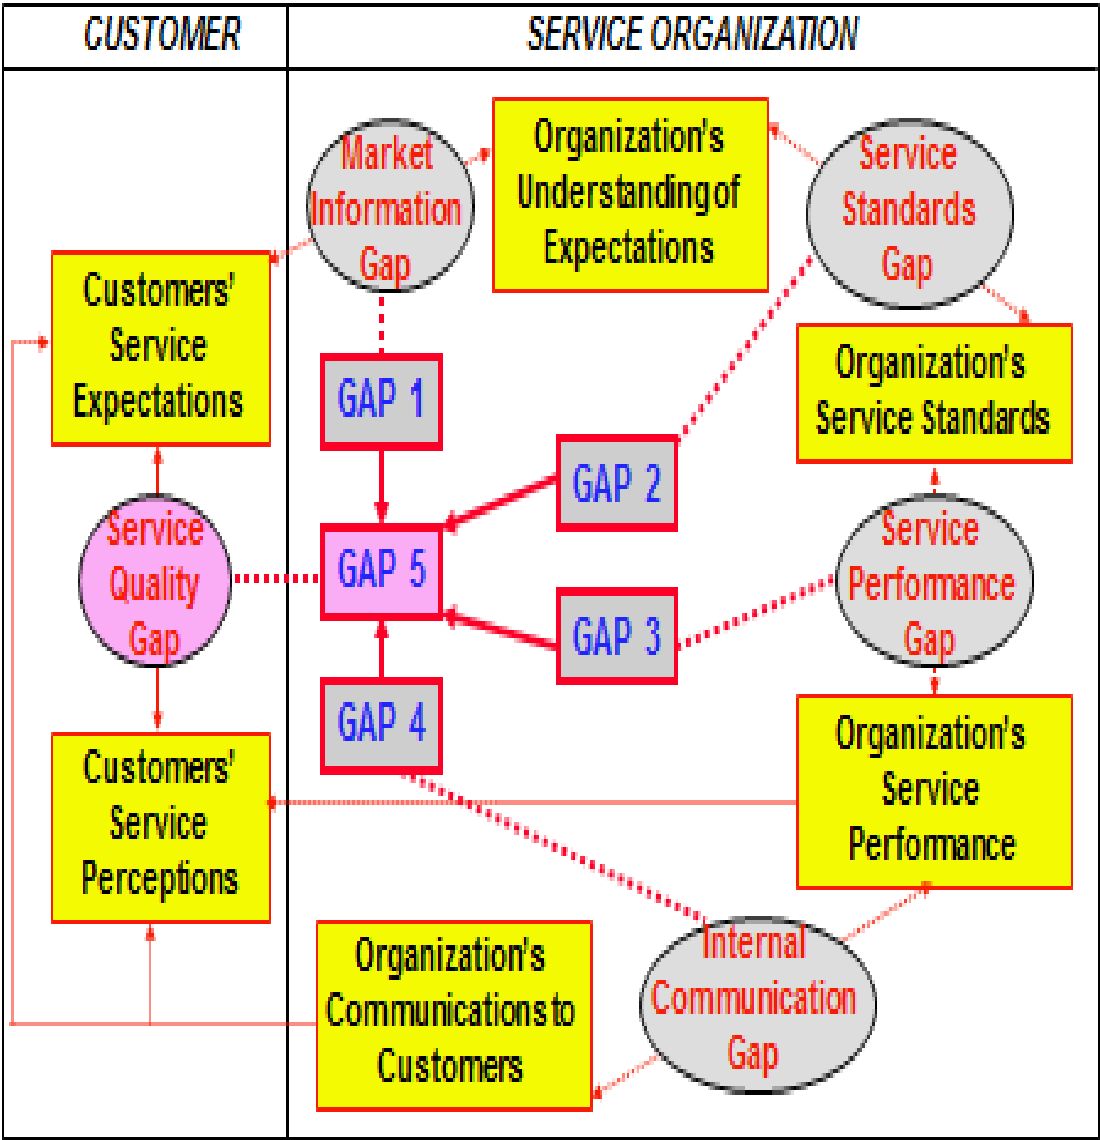 CUSTOMER
SERVICE ORGANIZATION
Market
Information
Gap
Organization's
Understanding of
Expectations
Service
Standards
Gap
Customers'
Service
Expectations
GAP 1
Organization's
Service Standards
GAP 2
Service
Quality
Gap
GAP 5
Service
Performance
Gap
GAP 3
GAP 4
Customers'
Service
Perceptions
Organization's
Service
Performance
Organization's
Communications to
Customers
Internal
Communication
Gap